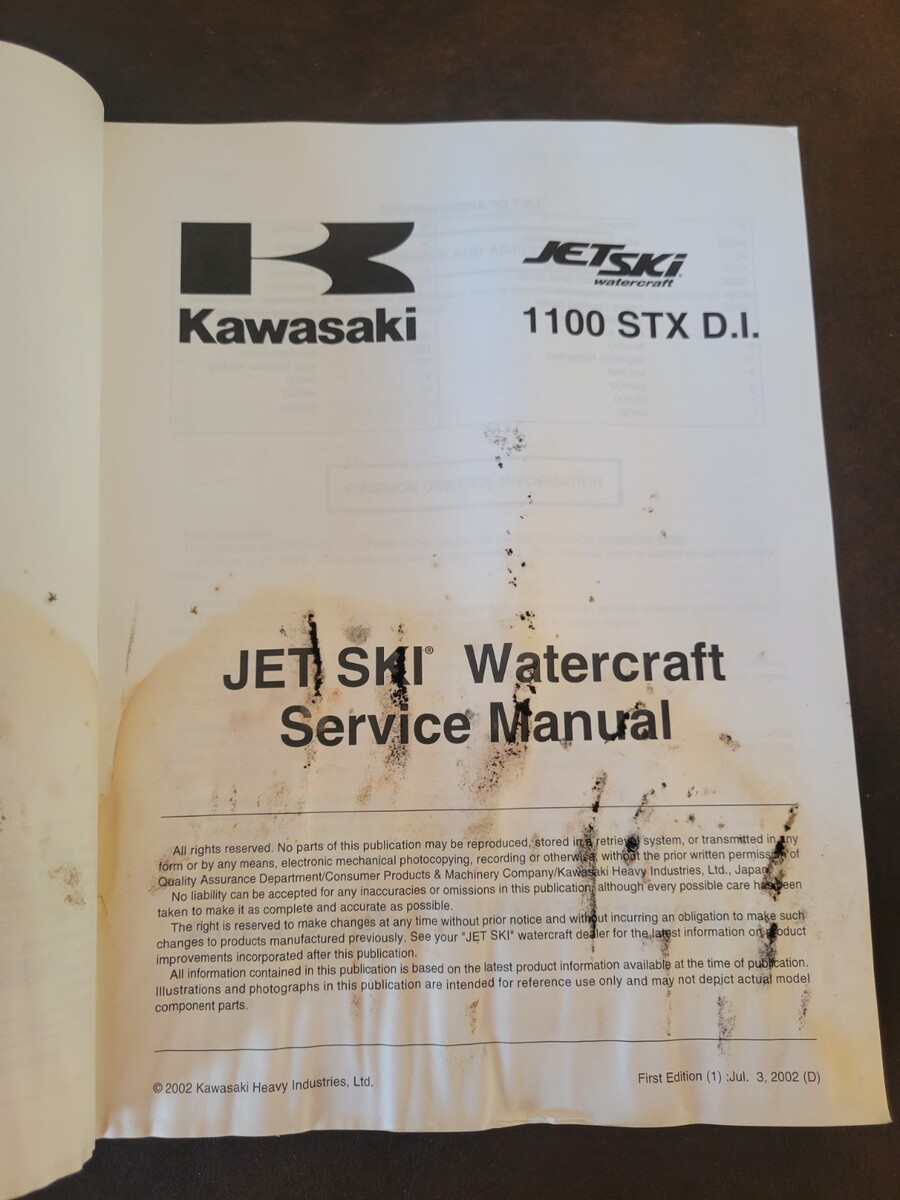 Kawasaki
JET SKI
watercraft
1100 STX D.I.
JET SKI® Watercraft
Service Manual
All rights reserved. No parts of this publication may be reproduced, stored in a retrieval system, or transmitted in any
form or by any means, electronic mechanical photocopying, recording or otherwise, without the prior written permission of
Quality Assurance Department/Consumer Products & Machinery Company/Kawasaki Heavy Industries, Ltd., Japan.
No liability can be accepted for any inaccuracies or omissions in this publication, although every possible care has been
taken to make it as complete and accurate as possible.
The right is reserved to make changes at any time without prior notice and without incurring an obligation to make such
changes to products manufactured previously. See your "JET SKI" watercraft dealer for the latest information on product
improvements incorporated after this publication.
All information contained in this publication is based on the latest product information available at the time of publication.
Illustrations and photographs in this publication are intended for reference use only and may not depict actual model
component parts.
© 2002 Kawasaki Heavy Industries, Ltd.
First Edition (1) :Jul. 3, 2002 (D)